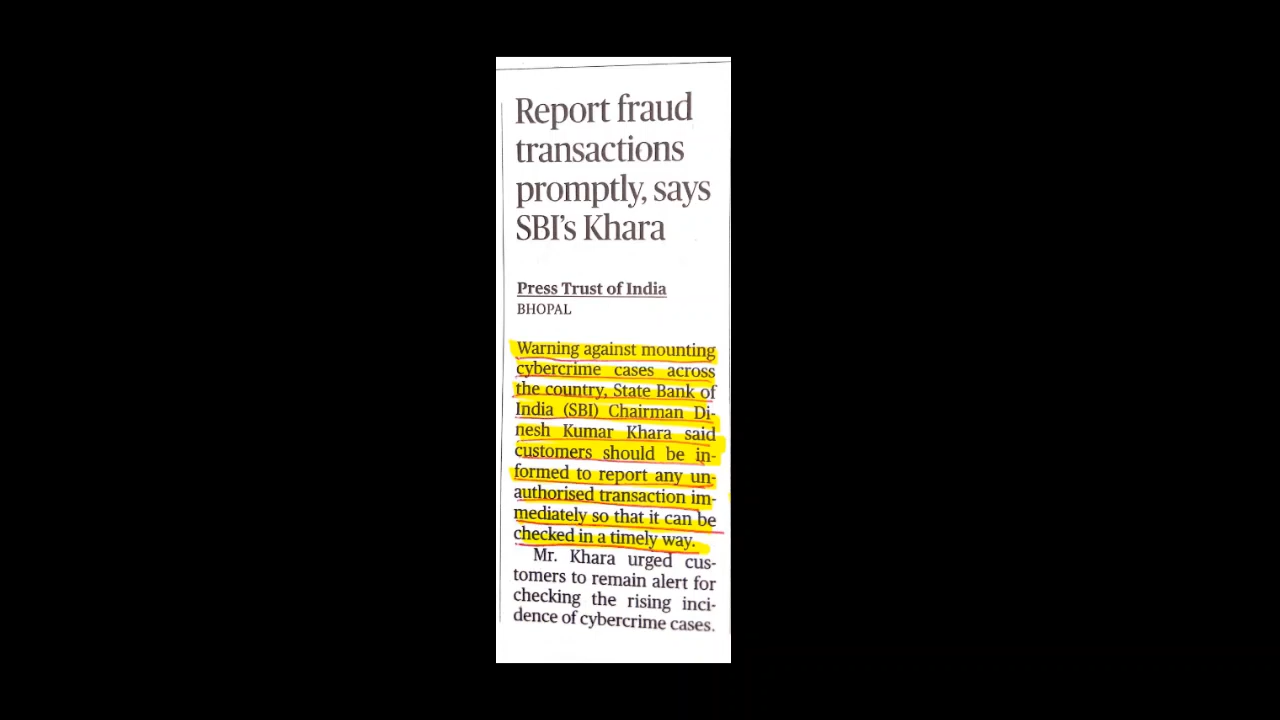 Report fraud
transactions
promptly, says
SBI's Khara
Press Trust of India
BHOPAL
Warning against mounting
cybercrime cases across
the country, State Bank of
India (SBI) Chairman Di-
nesh Kumar Khara said
customers should be in-
formed to report any un-
authorised transaction im-
mediately so that it can be
checked in a timely way.
Mr. Khara urged cus-
tomers to remain alert for
checking the rising inci-
dence of cybercrime cases.